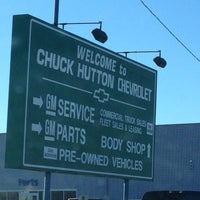 WELCOME to
CHUCK HUTTON CHEVROLET
GM SERVICE
COMMERCIAL TRUCK SALES
FLEET SALES & LEASING
GM PARTS
BODY SHOP
PRE-OWNED VEHICLES
Parts